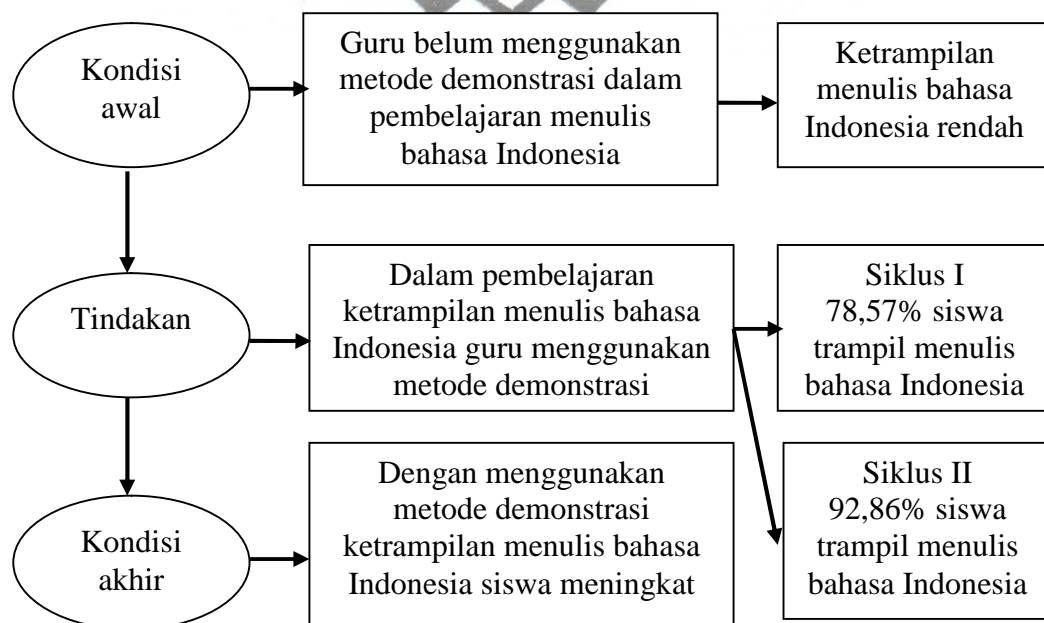 Kondisi
awal
Guru belum menggunakan
metode demonstrasi dalam
pembelajaran menulis
bahasa Indonesia
Ketrampilan
menulis bahasa
Indonesia rendah
Tindakan
Dalam pembelajaran
ketrampilan menulis bahasa
Indonesia guru menggunakan
metode demonstrasi
Siklus I
78,57% siswa
trampil menulis
bahasa Indonesia
Siklus II
92,86% siswa
trampil menulis
bahasa Indonesia
Kondisi
akhir
Dengan menggunakan
metode demonstrasi
ketrampilan menulis bahasa
Indonesia siswa meningkat